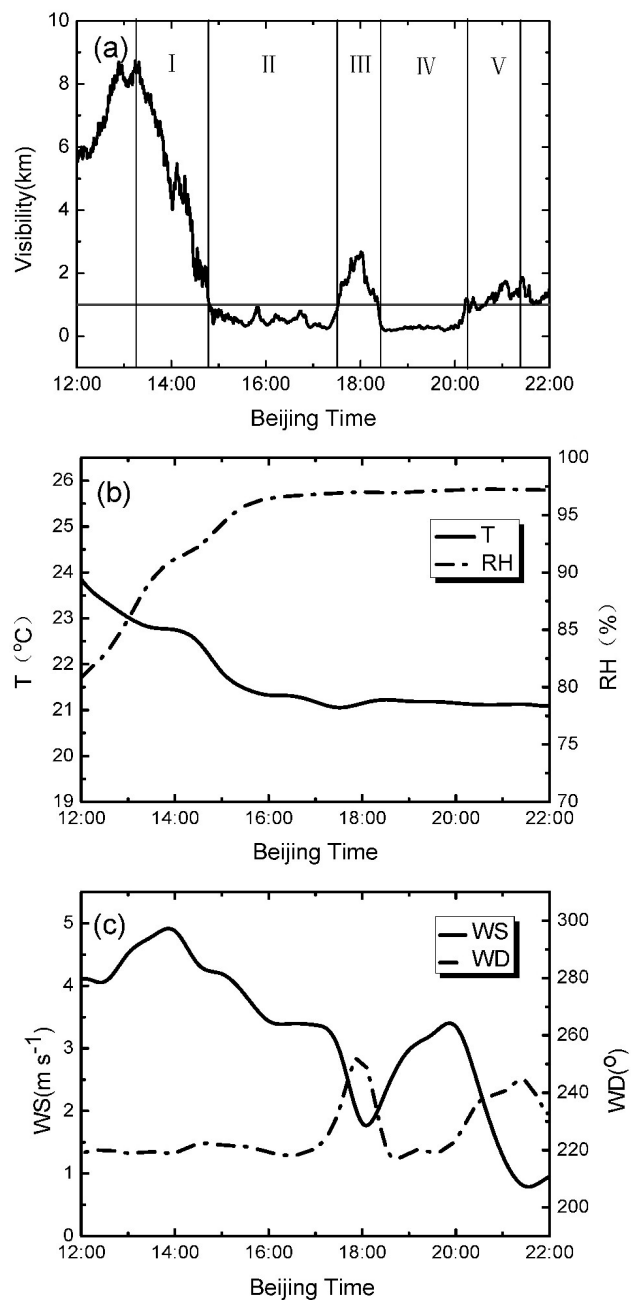 (a)
I II III IV V
10
8
6
4
2
0
Visibility(km)
12:00 14:00 16:00 18:00 20:00 22:00
Beijing Time
(b)
26
25
24
23
22
21
20
19
T（°C）
T
RH
100
95
90
85
80
75
70
RH（%）
12:00 14:00 16:00 18:00 20:00 22:00
Beijing Time
(c)
5
4
3
2
1
0
WS(m s-1)
WS
WD
300
280
260
240
220
200
WD(°)
12:00 14:00 16:00 18:00 20:00 22:00
Beijing Time